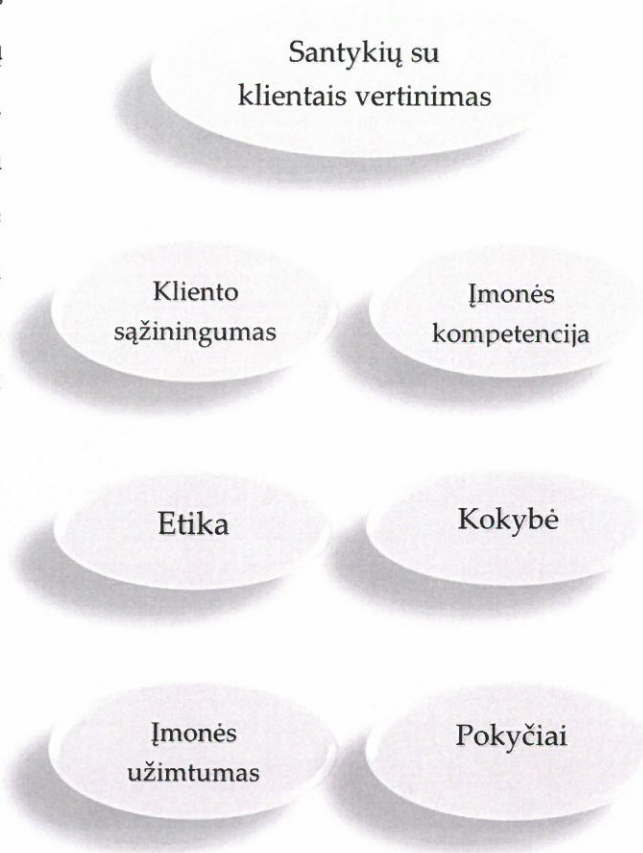 Santykių su
klientais vertinimas
Kliento
sąžiningumas
Įmonės
kompetencija
Etika
Kokybė
Įmonės
užimtumas
Pokyčiai